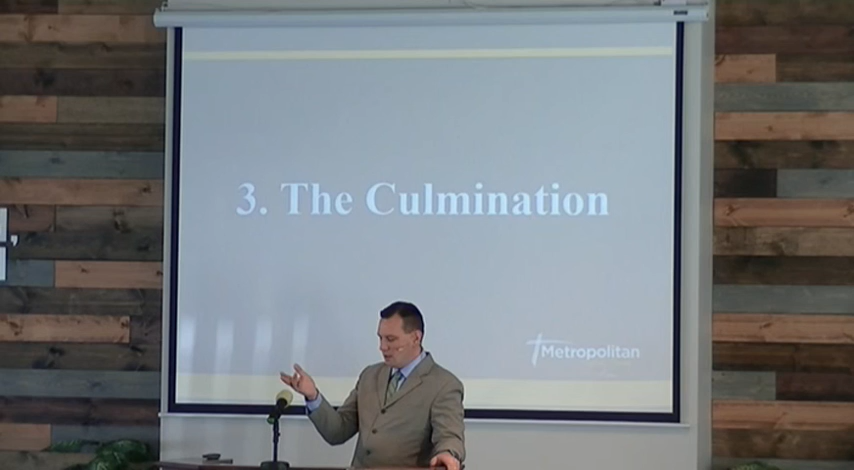 3. The Culmination
Metropolitan